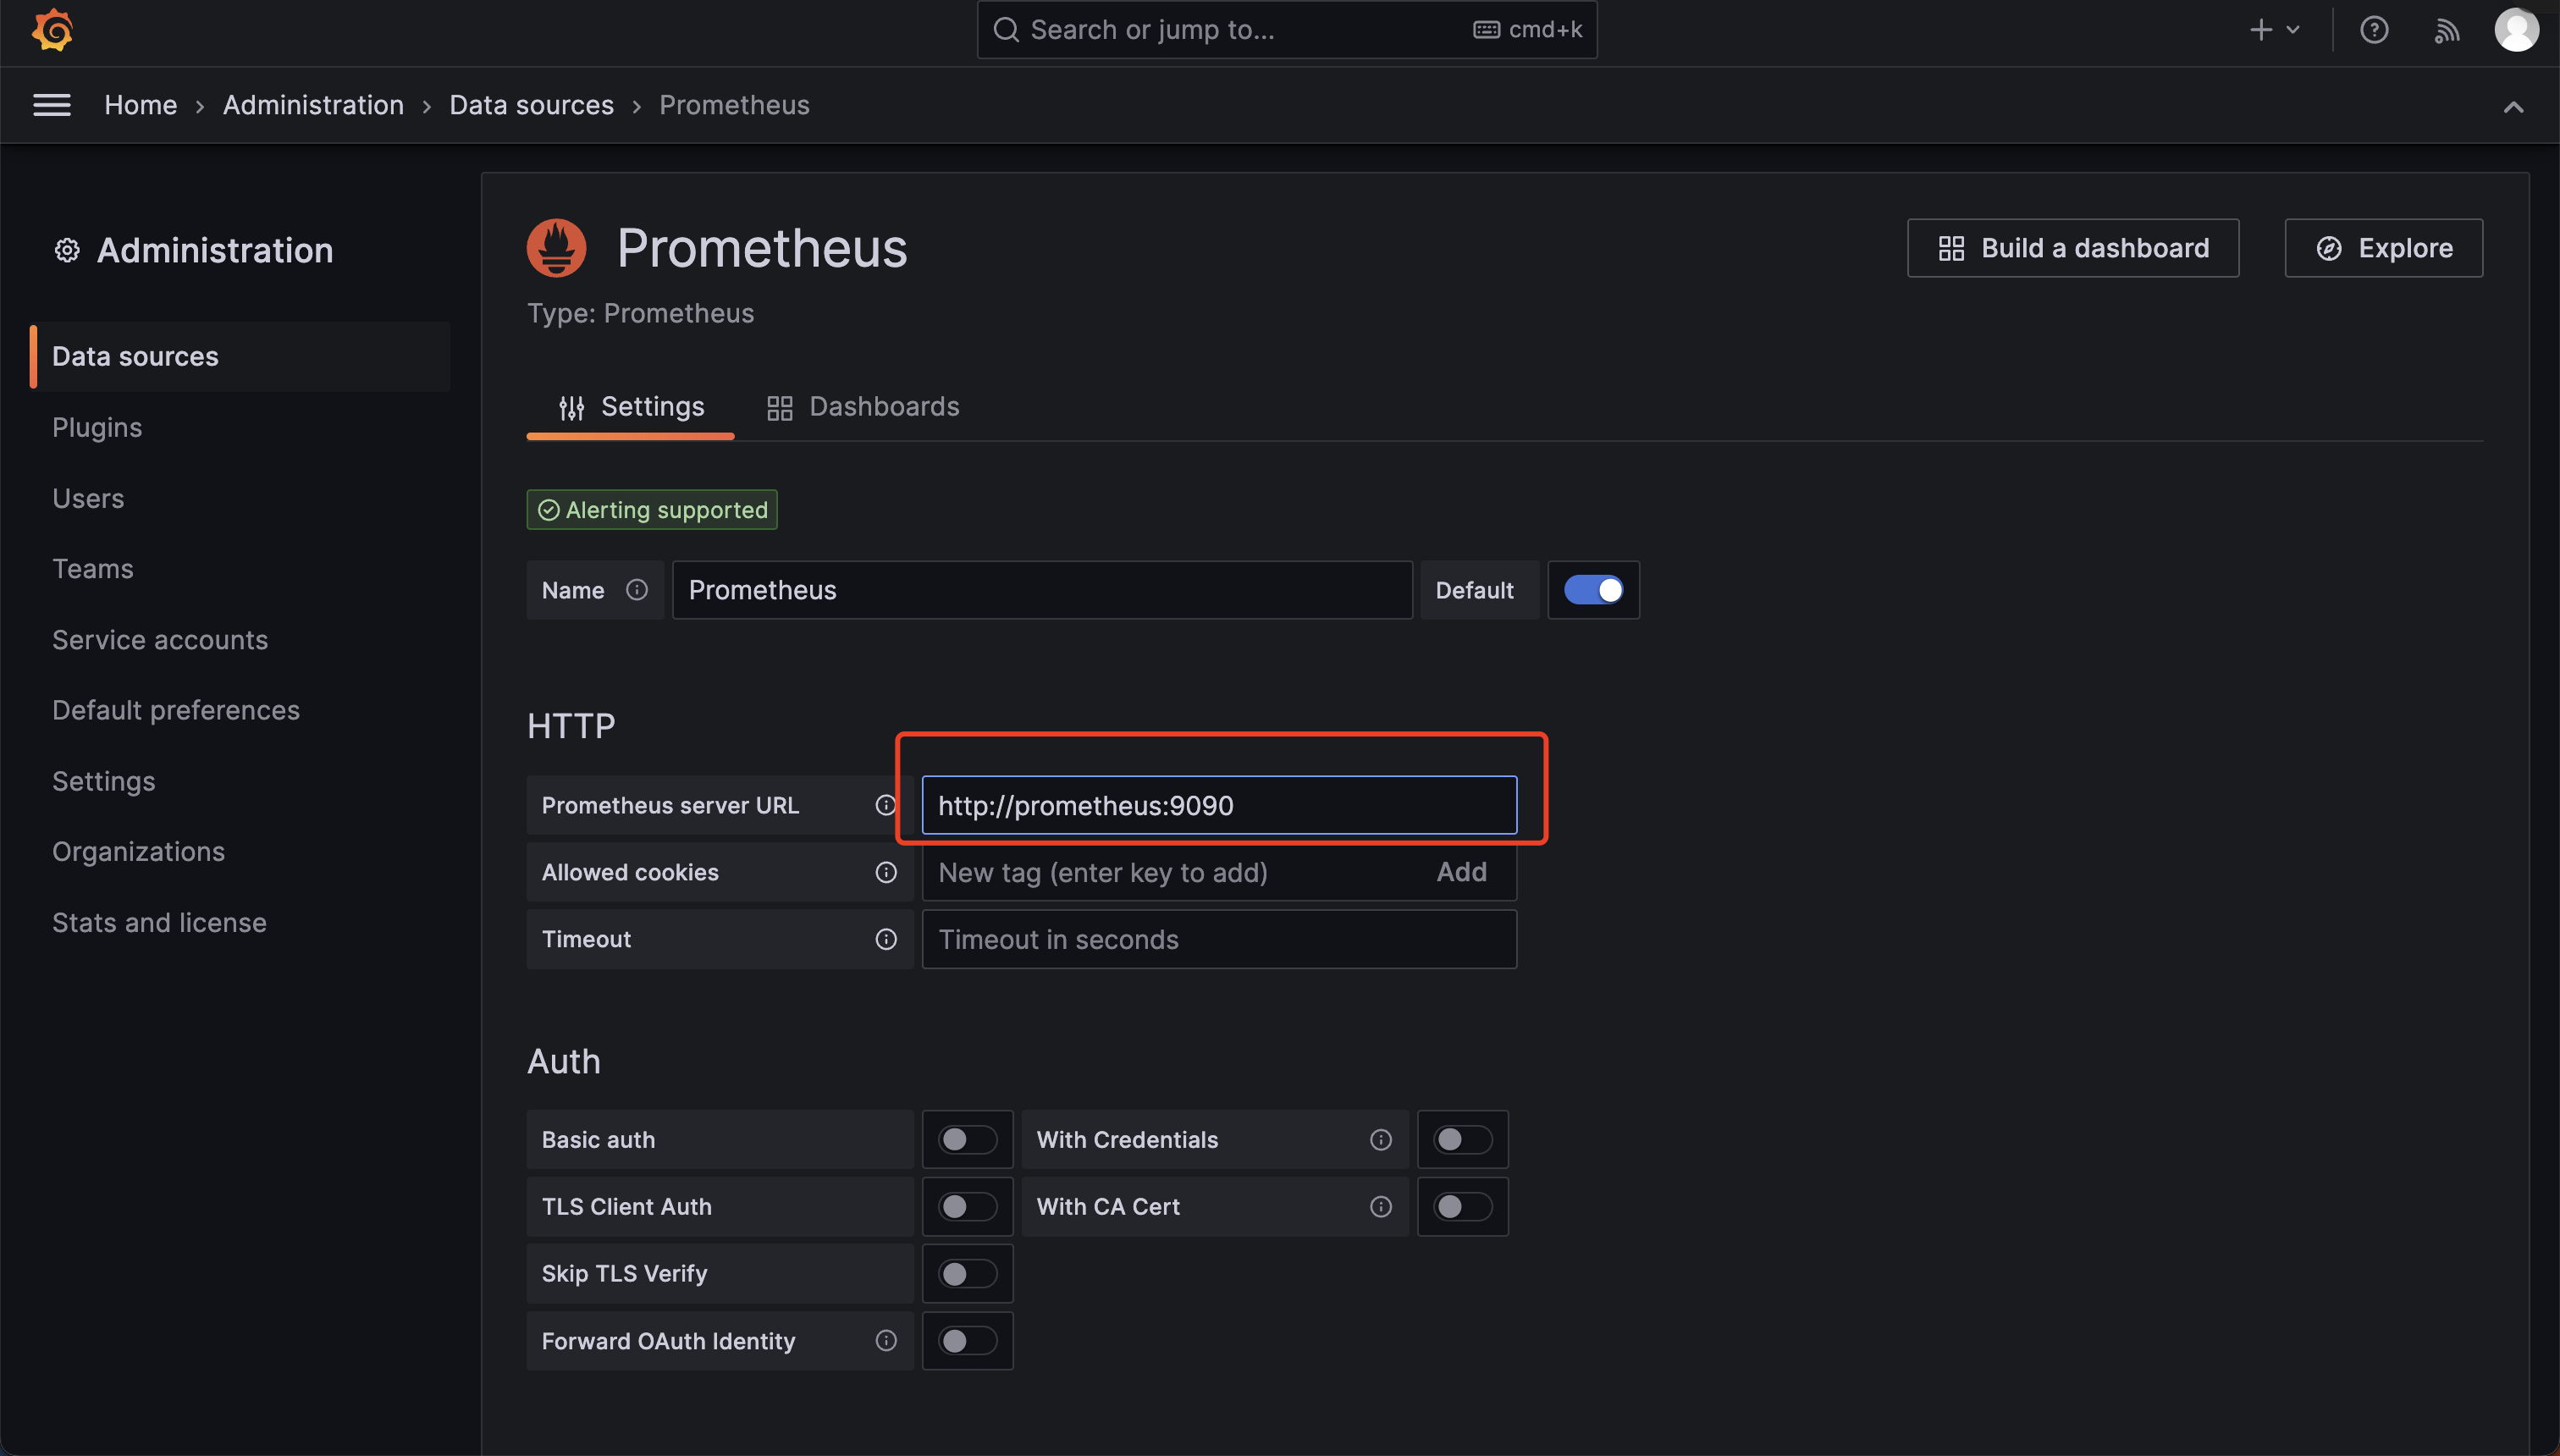 Search or jump to...
cmd+k
Home › Administration › Data sources › Prometheus
Administration
Data sources
Plugins
Users
Teams
Service accounts
Default preferences
Settings
Organizations
Stats and license
Prometheus
Type: Prometheus
Build a dashboard
Explore
Settings
Dashboards
Alerting supported
Name
Prometheus
Default
HTTP
Prometheus server URL
http://prometheus:9090
Allowed cookies
New tag (enter key to add)
Add
Timeout
Timeout in seconds
Auth
Basic auth
With Credentials
TLS Client Auth
With CA Cert
Skip TLS Verify
Forward OAuth Identity